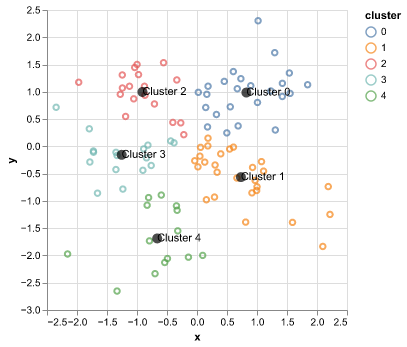 2.5
2.0
1.5
1.0
0.5
0.0
−0.5
−1.0
−1.5
−2.0
−2.5
−3.0
y
Cluster 2
Cluster 0
Cluster 3
Cluster 1
Cluster 4
−2.5 −2.0 −1.5 −1.0 −0.5 0.0 0.5 1.0 1.5 2.0 2.5
x
cluster
0
1
2
3
4